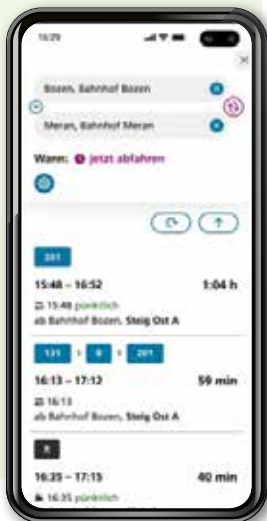 Bozen, Bahnhof Bozen
Meran, Bahnhof Meran
Wann: jetzt abfahren
201
15:48 – 16:52 1:04 h
15:48 pünktlich
ab Bahnhof Bozen, Steig Ost A
131 › B › 201
16:13 – 17:12 59 min
16:13
ab Bahnhof Bozen, Steig Ost A
R
16:35 – 17:15 40 min
16:35 pünktlich